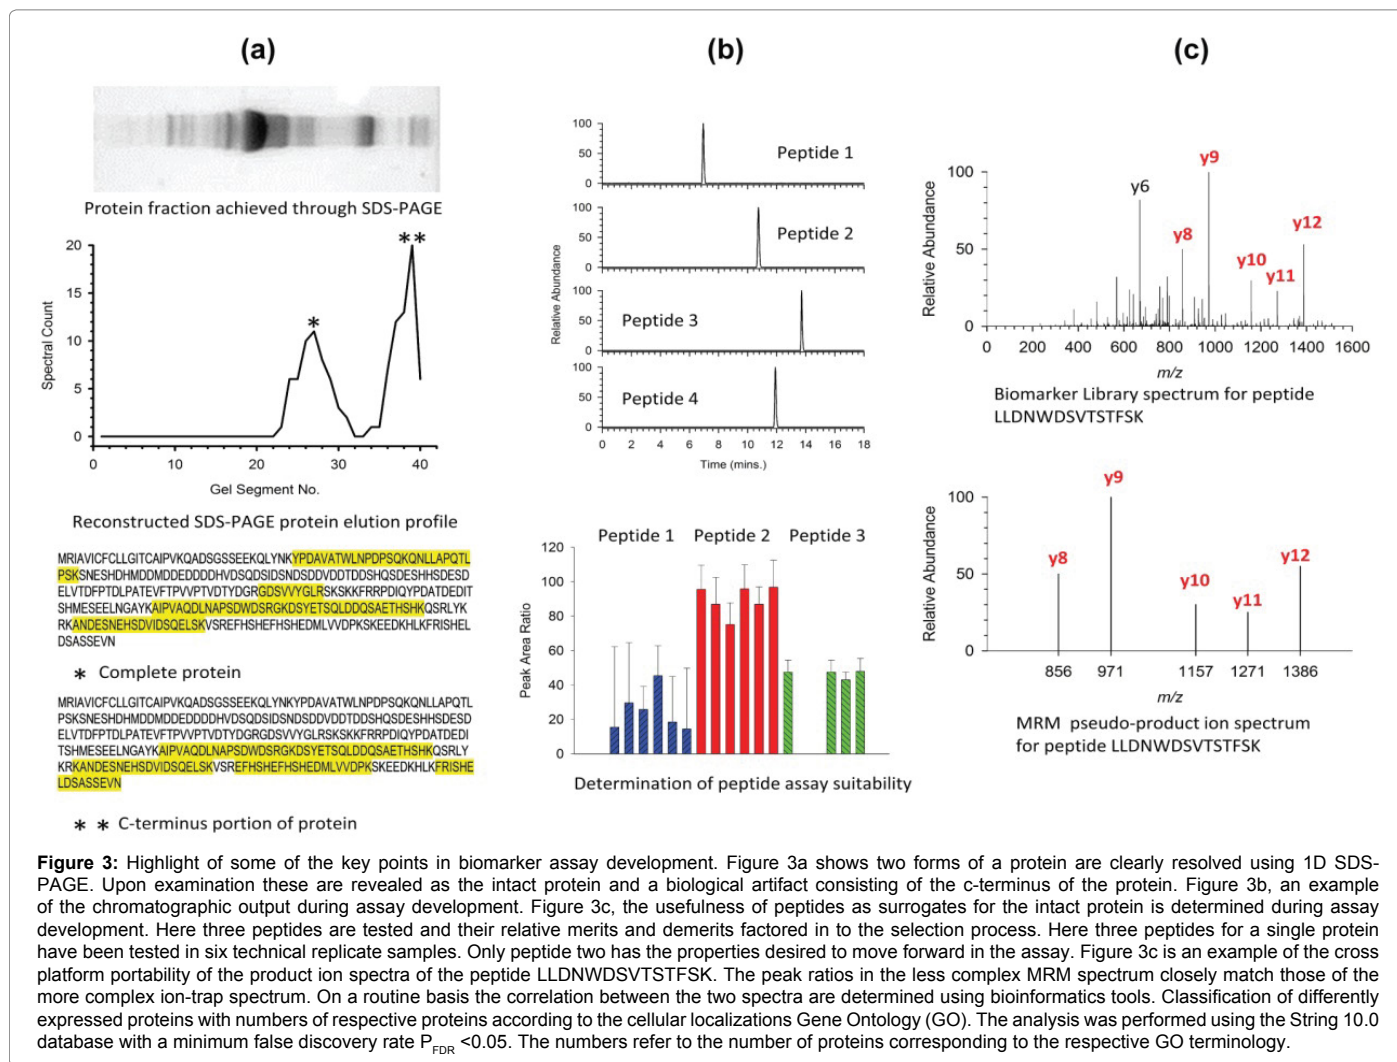 (a)
Protein fraction achieved through SDS-PAGE
**
*
20
15
10
5
0
Spectral Count
0 10 20 30 40
Gel Segment No.
Reconstructed SDS-PAGE protein elution profile
MRIAVICFCLLGITCAIPVKQADSGSSEEKQLYNKYPDAVATWLNPDPSQKQNLLAPQTL
PSKSNESHDHMDDMDDEDDDDHVDSQDSIDSNDSDDVDDTDDSHQSDESHHSDESD
ELVTDFPTDLPATEVFTPVVPTVDTYDGRGDSVVYGLRSKSKKFRRPDIQYPDATDEDIT
SHMESEELNGAYKAIPVAQDLNAPSDWDSRGKDSYETSQLDDQSAETHSHKQSRLYK
RKANDESNEHSDVIDSQELSKVSREFHSHEFHSHEDMLVVDPKSKEEDKHLKFRISHEL
DSASSEVN
* Complete protein
MRIAVICFCLLGITCAIPVKQADSGSSEEKQLYNKYPDAVATWLNPDPSQKQNLLAPQTL
PSKSNESHDHMDDMDDEDDDDHVDSQDSIDSNDSDDVDDTDDSHQSDESHHSDESD
ELVTDFPTDLPATEVFTPVVPTVDTYDGRGDSVVYGLRSKSKKFRRPDIQYPDATDEDI
TSHMESEELNGAYKAIPVAQDLNAPSDWDSRGKDSYETSQLDDQSAETHSHKQSRLY
KRKANDESNEHSDVIDSQELSKVSREFHSHEFHSHEDMLVVDPKSKEEDKHLKFRISHE
LDSASSEVN
* * C-terminus portion of protein
(b)
100
50
0
Peptide 1
100
50
0
Peptide 2
100
50
0
Peptide 3
100
50
0
Peptide 4
Relative Abundance
0 2 4 6 8 10 12 14 16 18
Time (mins.)
Peptide 1 Peptide 2 Peptide 3
120
100
80
60
40
20
0
Peak Area Ratio
Determination of peptide assay suitability
(c)
y9
y6
y8
y12
y10
y11
100
50
0
Relative Abundance
0 200 400 600 800 1000 1200 1400 1600
m/z
Biomarker Library spectrum for peptide
LLDNWDSVTSTFSK
y9
y8
y12
y10
y11
100
50
0
Relative Abundance
856 971 1157 1271 1386
m/z
MRM pseudo-product ion spectrum
for peptide LLDNWDSVTSTFSK
Figure 3: Highlight of some of the key points in biomarker assay development. Figure 3a shows two forms of a protein are clearly resolved using 1D SDS-
PAGE. Upon examination these are revealed as the intact protein and a biological artifact consisting of the c-terminus of the protein. Figure 3b, an example
of the chromatographic output during assay development. Figure 3c, the usefulness of peptides as surrogates for the intact protein is determined during assay
development. Here three peptides are tested and their relative merits and demerits factored in to the selection process. Here three peptides for a single protein
have been tested in six technical replicate samples. Only peptide two has the properties desired to move forward in the assay. Figure 3c is an example of the cross
platform portability of the product ion spectra of the peptide LLDNWDSVTSTFSK. The peak ratios in the less complex MRM spectrum closely match those of the
more complex ion-trap spectrum. On a routine basis the correlation between the two spectra are determined using bioinformatics tools. Classification of differently
expressed proteins with numbers of respective proteins according to the cellular localizations Gene Ontology (GO). The analysis was performed using the String 10.0
database with a minimum false discovery rate PFDR <0.05. The numbers refer to the number of proteins corresponding to the respective GO terminology.